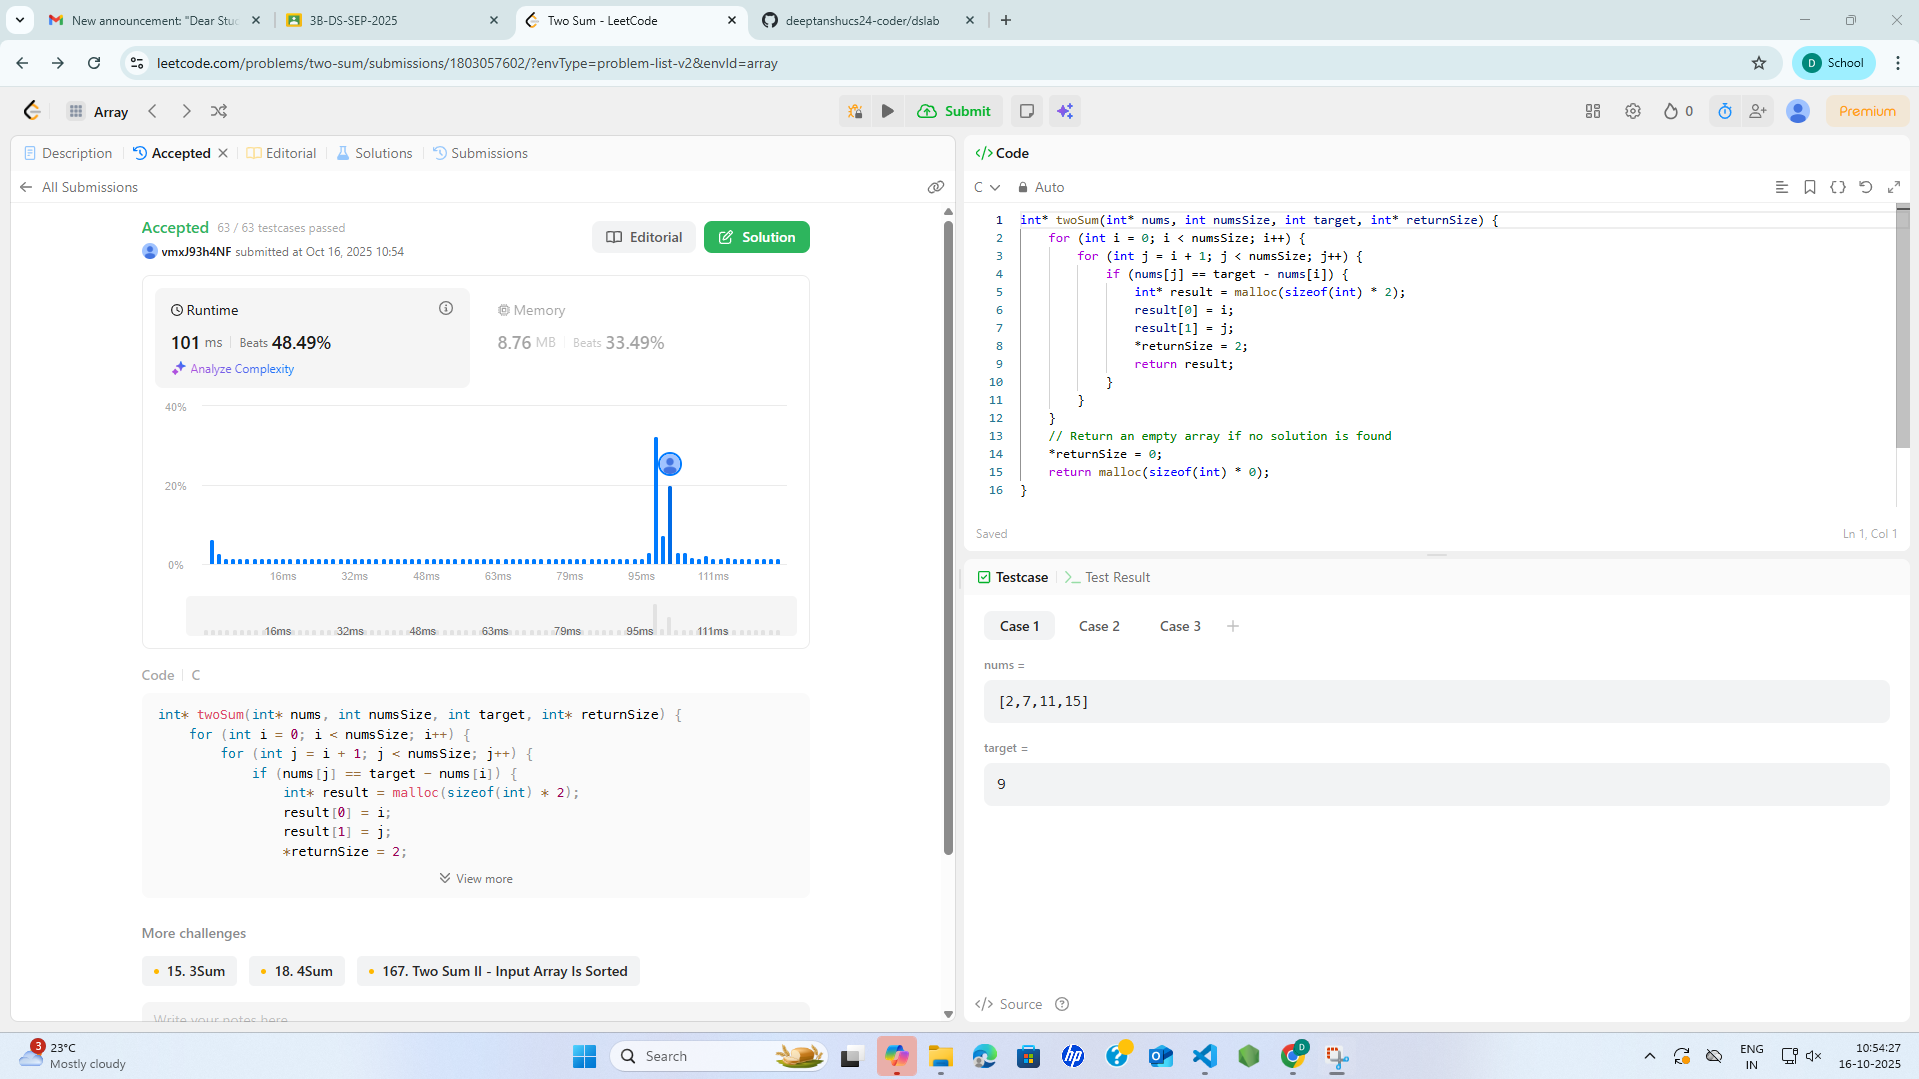 New announcement: "Dear Stud
3B-DS-SEP-2025
Two Sum - LeetCode
deeptanshucs24-coder/dslab
leetcode.com/problems/two-sum/submissions/1803057602/?envType=problem-list-v2&envId=array
D School
Array
Submit
0
Premium
Description
Accepted
Editorial
Solutions
Submissions
All Submissions
Accepted 63 / 63 testcases passed
vmxJ93h4NF submitted at Oct 16, 2025 10:54
Editorial
Solution
Runtime
101 ms Beats 48.49%
Analyze Complexity
Memory
8.76 MB Beats 33.49%
40%
20%
0%
16ms 32ms 48ms 63ms 79ms 95ms 111ms
16ms 32ms 48ms 63ms 79ms 95ms 111ms
Code C
int* twoSum(int* nums, int numsSize, int target, int* returnSize) {
for (int i = 0; i < numsSize; i++) {
for (int j = i + 1; j < numsSize; j++) {
if (nums[j] == target - nums[i]) {
int* result = malloc(sizeof(int) * 2);
result[0] = i;
result[1] = j;
*returnSize = 2;
View more
More challenges
15. 3Sum
18. 4Sum
167. Two Sum II - Input Array Is Sorted
Write your notes here
</> Code
C Auto
1 int* twoSum(int* nums, int numsSize, int target, int* returnSize) {
2 for (int i = 0; i < numsSize; i++) {
3 for (int j = i + 1; j < numsSize; j++) {
4 if (nums[j] == target - nums[i]) {
5 int* result = malloc(sizeof(int) * 2);
6 result[0] = i;
7 result[1] = j;
8 *returnSize = 2;
9 return result;
10 }
11 }
12 }
13 // Return an empty array if no solution is found
14 *returnSize = 0;
15 return malloc(sizeof(int) * 0);
16 }
Saved
Ln 1, Col 1
Testcase
Test Result
Case 1 Case 2 Case 3
nums =
[2,7,11,15]
target =
9
</> Source
3
23°C
Mostly cloudy
Search
hp
D
ENG
IN
10:54:27
16-10-2025